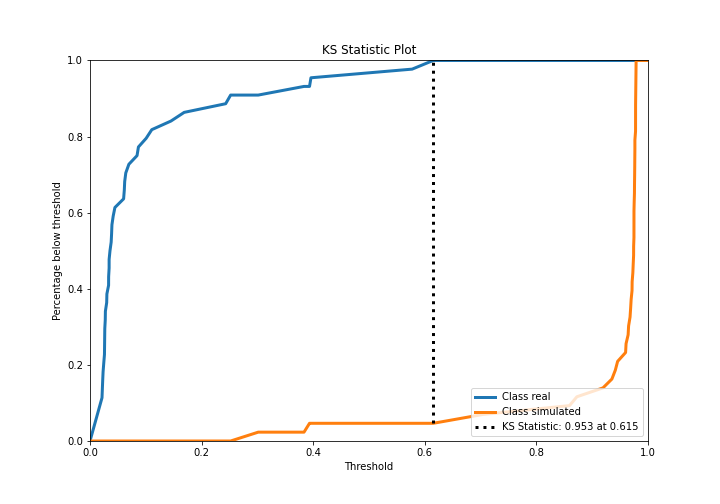 KS Statistic Plot
1.0
0.8
0.6
0.4
0.2
0.0
Percentage below threshold
0.0 0.2 0.4 0.6 0.8 1.0
Threshold
Class real
Class simulated
KS Statistic: 0.953 at 0.615